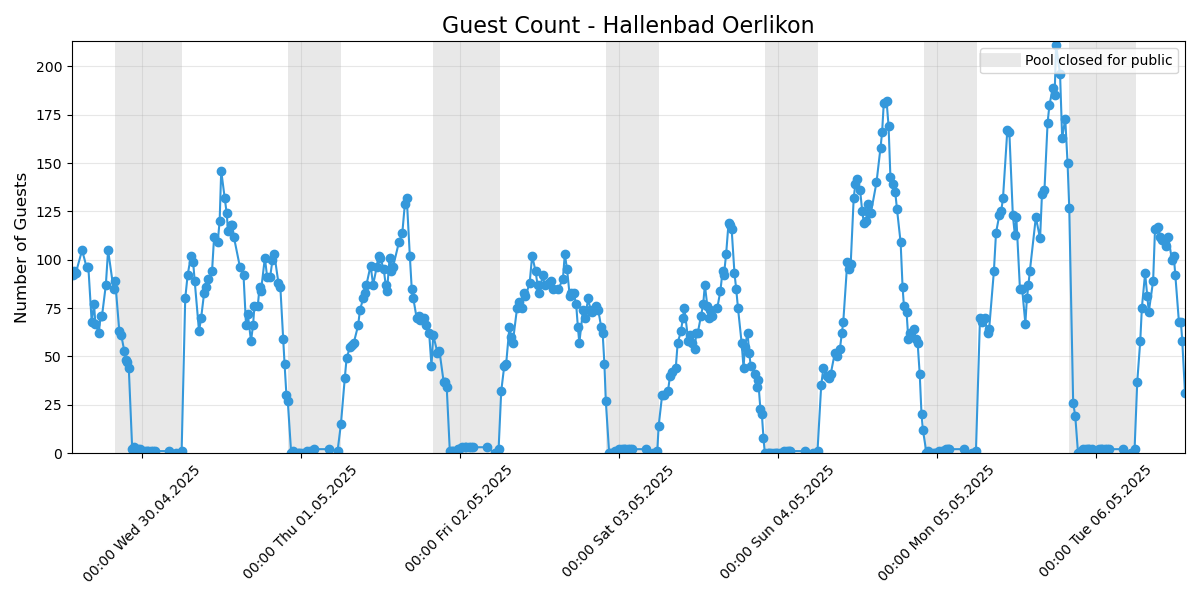 Guest Count - Hallenbad Oerlikon
Pool closed for public
Number of Guests
200
175
150
125
100
75
50
25
0
00:00 Wed 30.04.2025
00:00 Thu 01.05.2025
00:00 Fri 02.05.2025
00:00 Sat 03.05.2025
00:00 Sun 04.05.2025
00:00 Mon 05.05.2025
00:00 Tue 06.05.2025